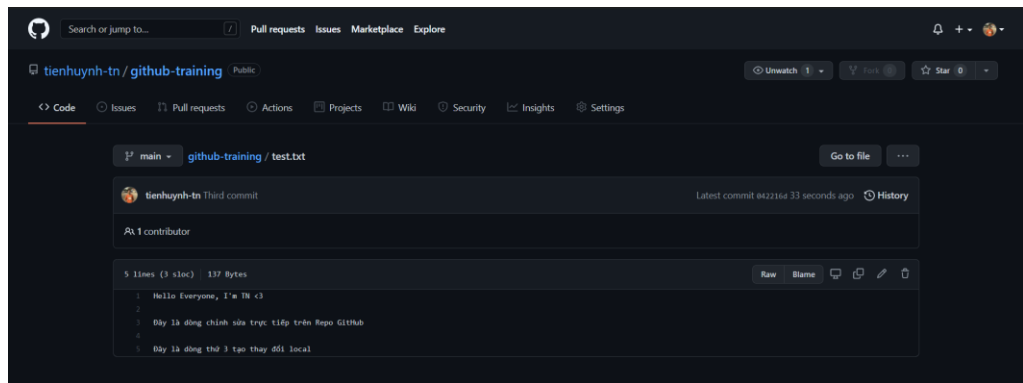 Search or jump to... /
Pull requests Issues Marketplace Explore
tienhuynh-tn / github-training Public
Unwatch 1 Fork 0 Star 0
Code Issues Pull requests Actions Projects Wiki Security Insights Settings
main github-training / test.txt Go to file ...
tienhuynh-tn Third commit Latest commit 042216d 33 seconds ago History
1 contributor
5 lines (3 sloc) 137 Bytes Raw Blame
1 Hello Everyone, I'm TN <3
2
3 Đây là dòng chỉnh sửa trực tiếp trên Repo GitHub
4
5 Đây là dòng thứ 3 tạo thay đổi local